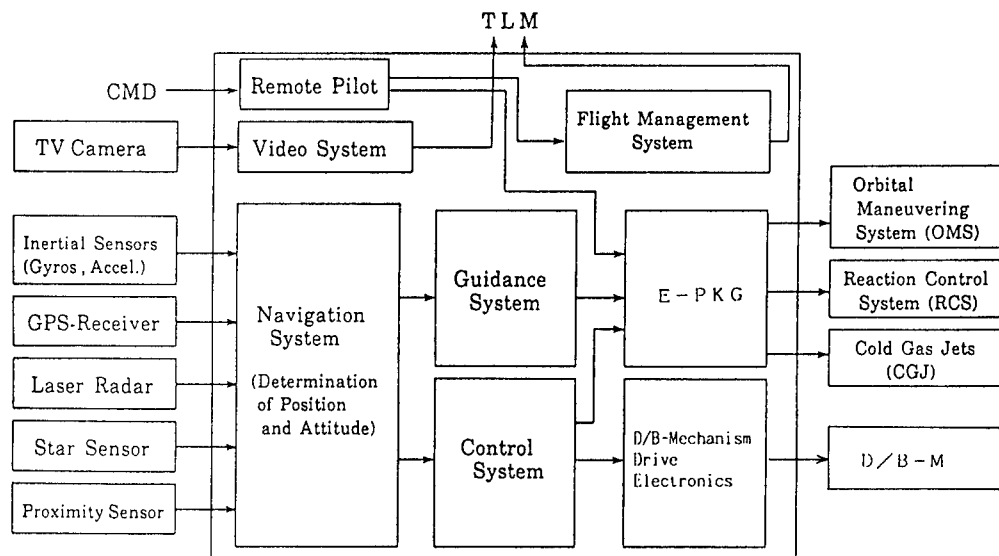 TLM
CMD
Remote Pilot
TV Camera
Video System
Flight Management
System
Orbital
Maneuvering
System (OMS)
Inertial Sensors
(Gyros, Accel.)
GPS-Receiver
Laser Radar
Star Sensor
Proximity Sensor
Navigation
System
(Determination
of Position
and Attitude)
Guidance
System
Control
System
E-PKG
D/B-Mechanism
Drive
Electronics
Reaction Control
System (RCS)
Cold Gas Jets
(CGJ)
D/B-M